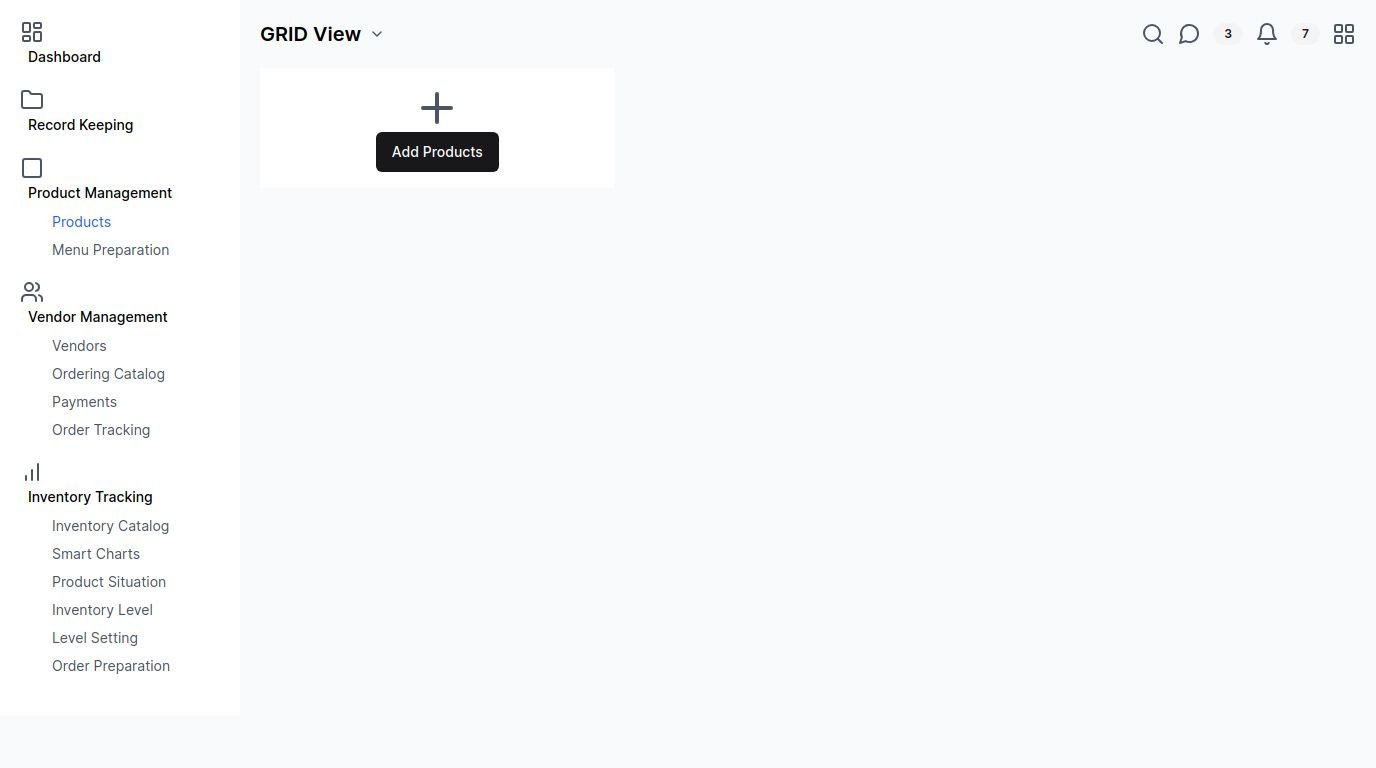 Dashboard
Record Keeping
Product Management
Products
Menu Preparation
Vendor Management
Vendors
Ordering Catalog
Payments
Order Tracking
Inventory Tracking
Inventory Catalog
Smart Charts
Product Situation
Inventory Level
Level Setting
Order Preparation
GRID View
3
7
Add Products